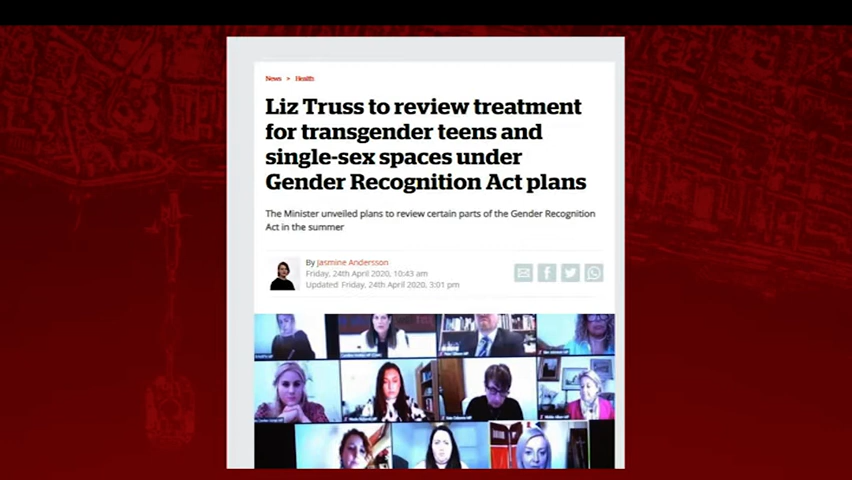 News > Health
Liz Truss to review treatment
for transgender teens and
single-sex spaces under
Gender Recognition Act plans
The Minister unveiled plans to review certain parts of the Gender Recognition
Act in the summer
By Jasmine Andersson
Friday, 24th April 2020, 10:43 am
Updated Friday, 24th April 2020, 3:01 pm